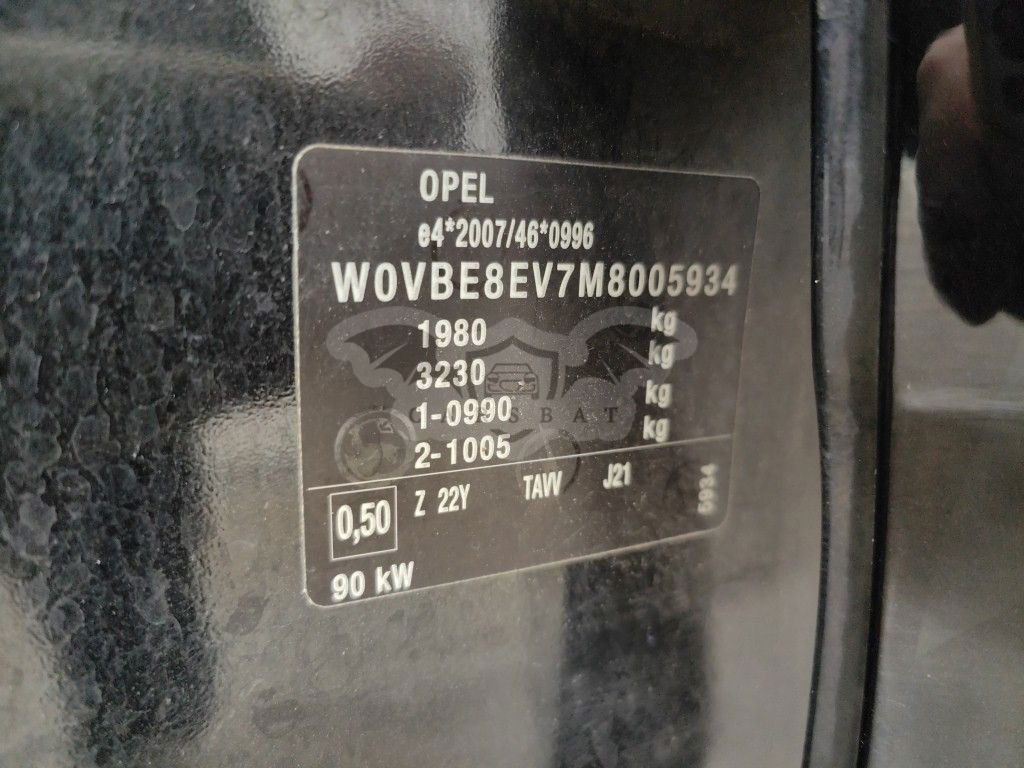 OPEL
e4*2007/46*0996
W0VBE8EV7M8005934
1980 kg
3230 kg
1-0990 kg
2-1005 kg
0,50 Z 22Y TAW J21 5934
90 kW